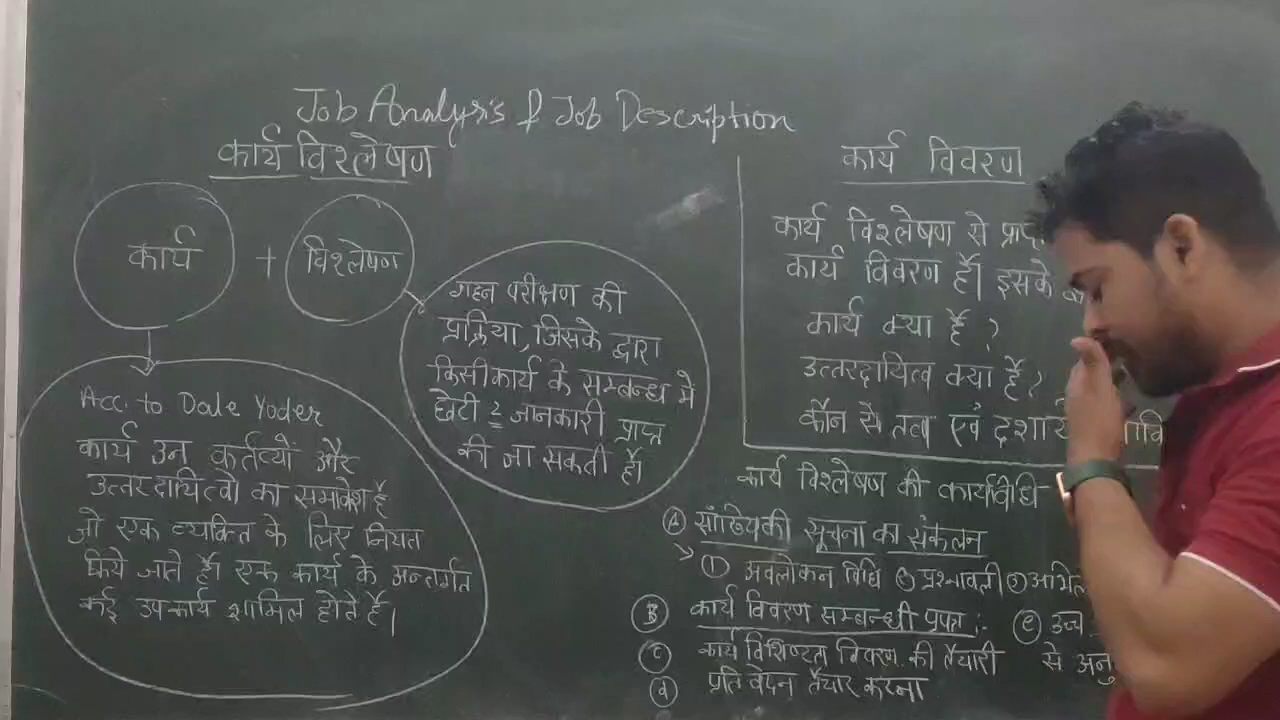 Job Analysis & Job Description
कार्य विश्लेषण
कार्य + विश्लेषण
गहन परीक्षण की
प्रक्रिया, जिसके द्वारा
किसी कार्य के सम्बन्ध मे
छोटी २ जानकारी प्राप्त
की जा सकती है।
Acc. to Dale Yoder
कार्य उन कर्तव्यों और
उत्तरदायित्वों का समावेश है
जो एक व्यक्ति के लिए नियत
किये जाते हैं। एक कार्य के अन्तर्गत
कई उपकार्य शामिल होते हैं।
कार्य विवरण
कार्य विश्लेषण से
कार्य विवरण हैं। इसके
कार्य क्या हैं ?
उत्तरदायित्व क्या हैं ?
कौन से तत्व एवं
कार्य विश्लेषण की कार्यविधि
(A) सांख्यिकी सूचना का संकलन
(1) अवलोकन विधि (2) प्रश्नावली (3)
(B) कार्य विवरण सम्बन्धी प्रपत्र :-
(C) कार्य विशिष्टता विवरण की तैयारी
(d) प्रतिवेदन तैयार करना
(e) उच्च
से